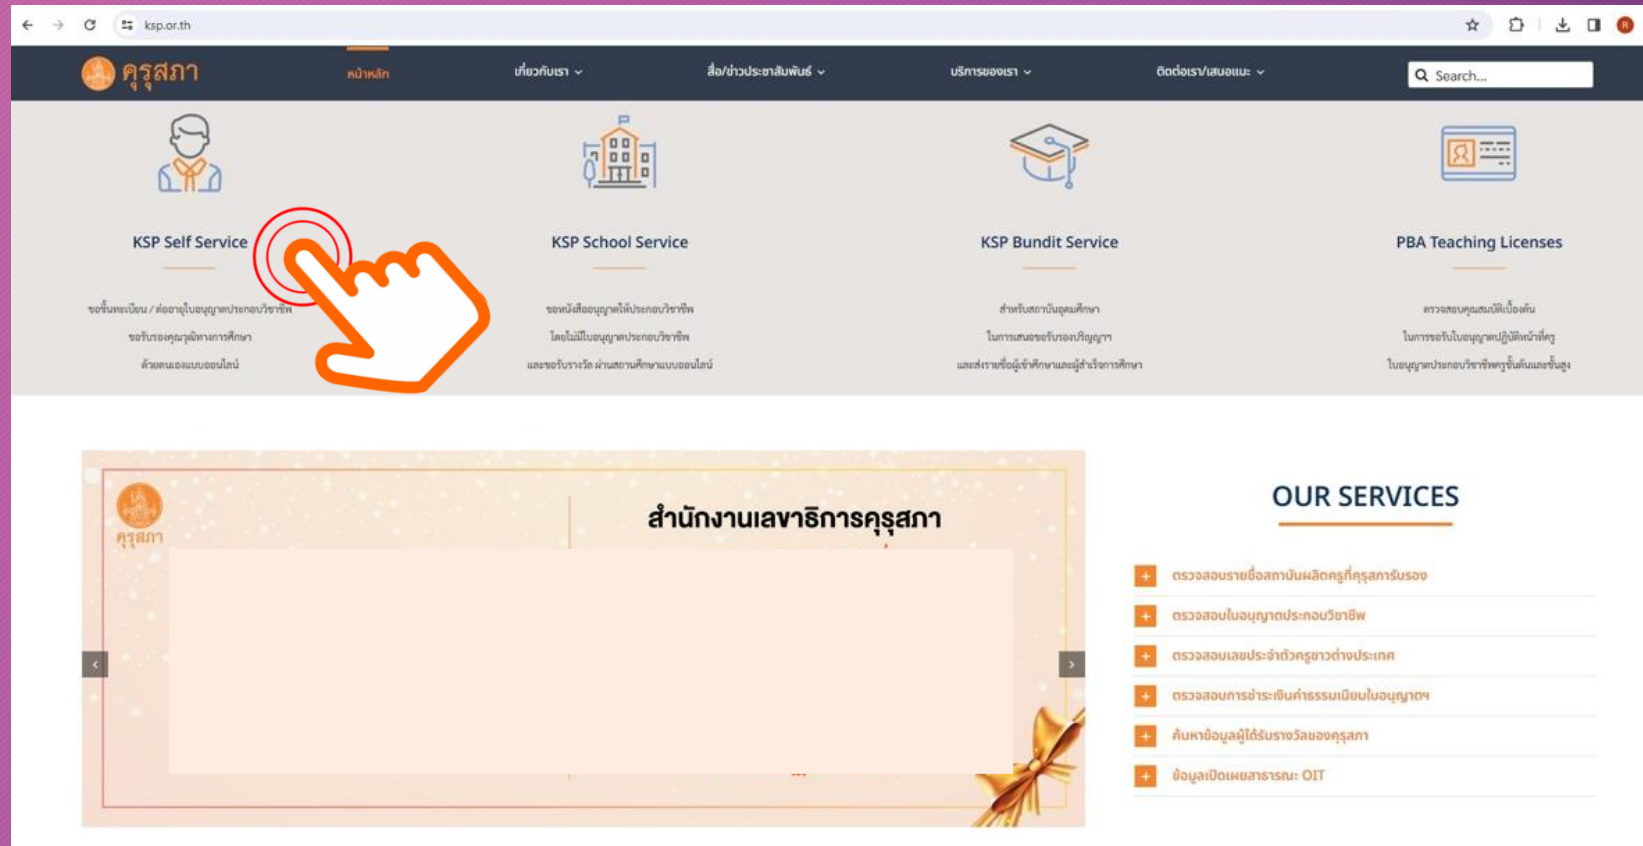 ksp.or.th
R
คุรุสภา
หน้าหลัก
เกี่ยวกับเรา
สื่อ/ข่าวประชาสัมพันธ์
บริการของเรา
ติดต่อเรา/เสนอแนะ
Search...
KSP Self Service
ขอขึ้นทะเบียน / ต่ออายุใบอนุญาตประกอบวิชาชีพ
ขอรับรองคุณวุฒิทางการศึกษา
ด้วยตนเองแบบออนไลน์
KSP School Service
ขอหนังสืออนุญาตให้ประกอบวิชาชีพ
โดยไม่มีใบอนุญาตประกอบวิชาชีพ
และขอรับรางวัล ผ่านสถานศึกษาแบบออนไลน์
KSP Bundit Service
สำหรับสถาบันอุดมศึกษา
ในการเสนอขอรับรองปริญญาฯ
และส่งรายชื่อผู้เข้าศึกษาและผู้สำเร็จการศึกษา
PBA Teaching Licenses
ตรวจสอบคุณสมบัติเบื้องต้น
ในการขอรับใบอนุญาตปฏิบัติหน้าที่ครู
ใบอนุญาตประกอบวิชาชีพครูชั้นต้นและชั้นสูง
คุรุสภา
สำนักงานเลขาธิการคุรุสภา
OUR SERVICES
ตรวจสอบรายชื่อสถาบันผลิตครูที่คุรุสภารับรอง
ตรวจสอบใบอนุญาตประกอบวิชาชีพ
ตรวจสอบเลขประจำตัวครูชาวต่างประเทศ
ตรวจสอบการชำระเงินค่าธรรมเนียมใบอนุญาตฯ
ค้นหาข้อมูลผู้ได้รับรางวัลของคุรุสภา
ข้อมูลเปิดเผยสาธารณะ OIT